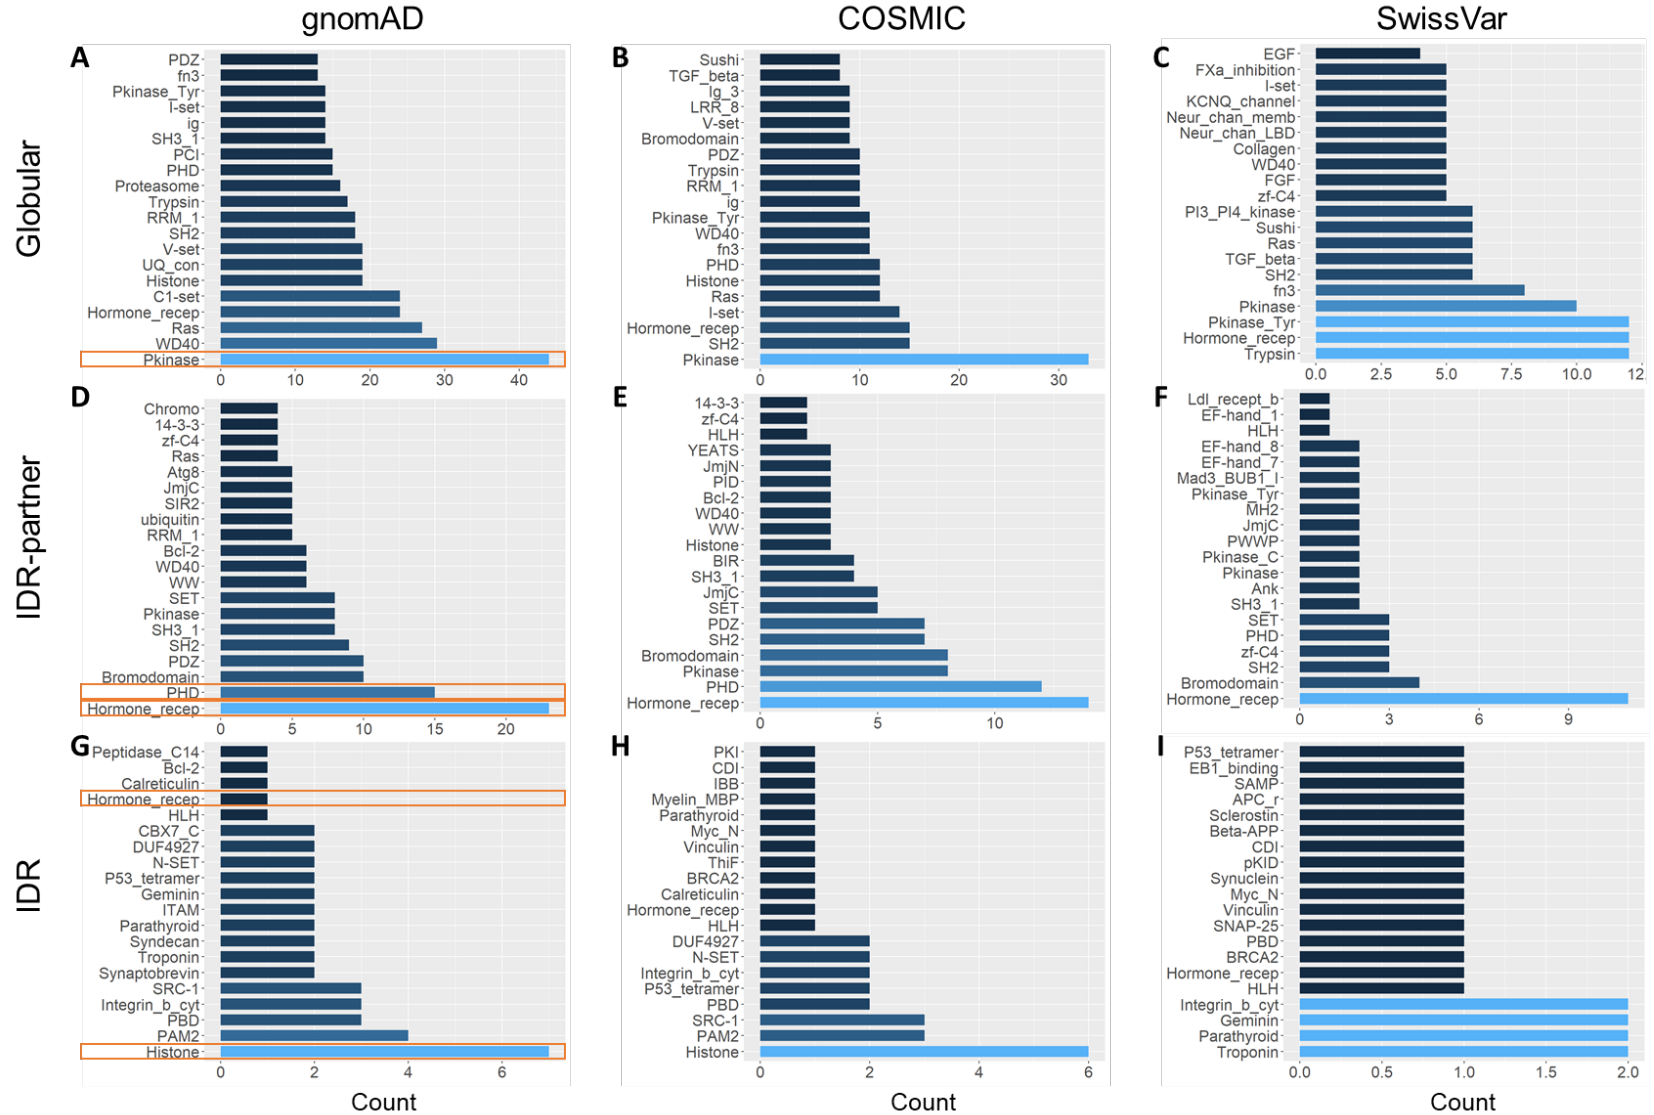 gnomAD
COSMIC
SwissVar
Globular
A
PDZ
fn3
Pkinase_Tyr
I-set
ig
SH3_1
PCI
PHD
Proteasome
Trypsin
RRM_1
SH2
V-set
UQ_con
Histone
C1-set
Hormone_recep
Ras
WD40
Pkinase
0 10 20 30 40
B
Sushi
TGF_beta
Ig_3
LRR_8
V-set
Bromodomain
PDZ
Trypsin
RRM_1
ig
Pkinase_Tyr
WD40
fn3
PHD
Histone
Ras
I-set
Hormone_recep
SH2
Pkinase
0 10 20 30
C
EGF
FXa_inhibition
I-set
KCNQ_channel
Neur_chan_memb
Neur_chan_LBD
Collagen
WD40
FGF
zf-C4
PI3_PI4_kinase
Sushi
Ras
TGF_beta
SH2
fn3
Pkinase
Pkinase_Tyr
Hormone_recep
Trypsin
0.0 2.5 5.0 7.5 10.0 12.
IDR-partner
D
Chromo
14-3-3
zf-C4
Ras
Atg8
JmjC
SIR2
ubiquitin
RRM_1
Bcl-2
WD40
WW
SET
Pkinase
SH3_1
SH2
PDZ
Bromodomain
PHD
Hormone_recep
0 5 10 15 20
E
14-3-3
zf-C4
HLH
YEATS
JmjN
PID
Bcl-2
WD40
WW
Histone
BIR
SH3_1
JmjC
SET
PDZ
SH2
Bromodomain
Pkinase
PHD
Hormone_recep
0 5 10
F
Ldl_recept_b
EF-hand_1
HLH
EF-hand_8
EF-hand_7
Mad3_BUB1_I
Pkinase_Tyr
MH2
JmjC
PWWP
Pkinase_C
Pkinase
Ank
SH3_1
SET
PHD
zf-C4
SH2
Bromodomain
Hormone_recep
0 3 6 9
IDR
G
Peptidase_C14
Bcl-2
Calreticulin
Hormone_recep
HLH
CBX7_C
DUF4927
N-SET
P53_tetramer
Geminin
ITAM
Parathyroid
Syndecan
Troponin
Synaptobrevin
SRC-1
Integrin_b_cyt
PBD
PAM2
Histone
0 2 4 6
Count
H
PKI
CDI
IBB
Myelin_MBP
Parathyroid
Myc_N
Vinculin
ThiF
BRCA2
Calreticulin
Hormone_recep
HLH
DUF4927
N-SET
Integrin_b_cyt
P53_tetramer
PBD
SRC-1
PAM2
Histone
0 2 4 6
Count
I
P53_tetramer
EB1_binding
SAMP
APC_r
Sclerostin
Beta-APP
CDI
pKID
Synuclein
Myc_N
Vinculin
SNAP-25
PBD
BRCA2
Hormone_recep
HLH
Integrin_b_cyt
Geminin
Parathyroid
Troponin
0.0 0.5 1.0 1.5 2.0
Count